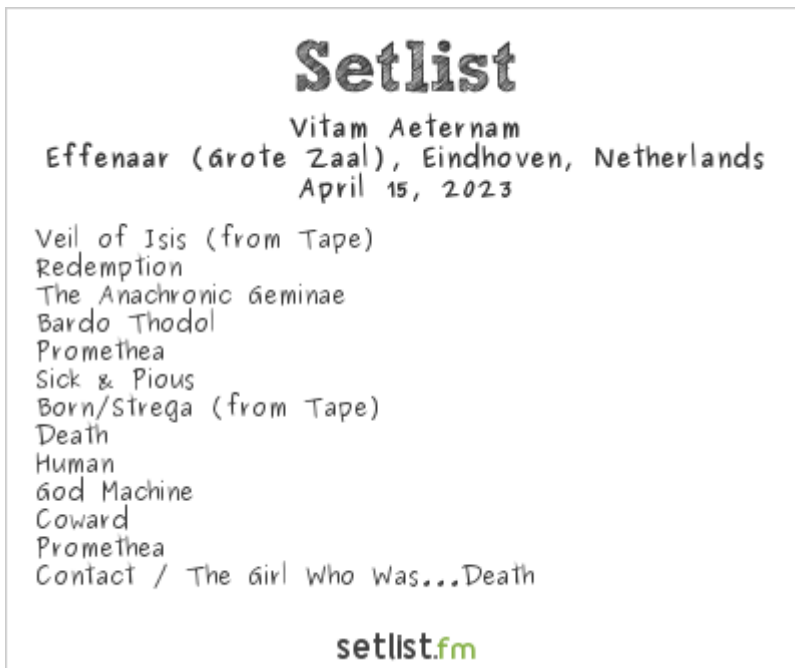 Setlist
Vitam Aeternam
Effenaar (Grote Zaal), Eindhoven, Netherlands
April 15, 2023
Veil of Isis (from Tape)
Redemption
The Anachronic Geminae
Bardo Thodol
Promethea
Sick & Pious
Born/Strega (from Tape)
Death
Human
God Machine
Coward
Promethea
Contact / The Girl Who Was...Death
setlist.fm